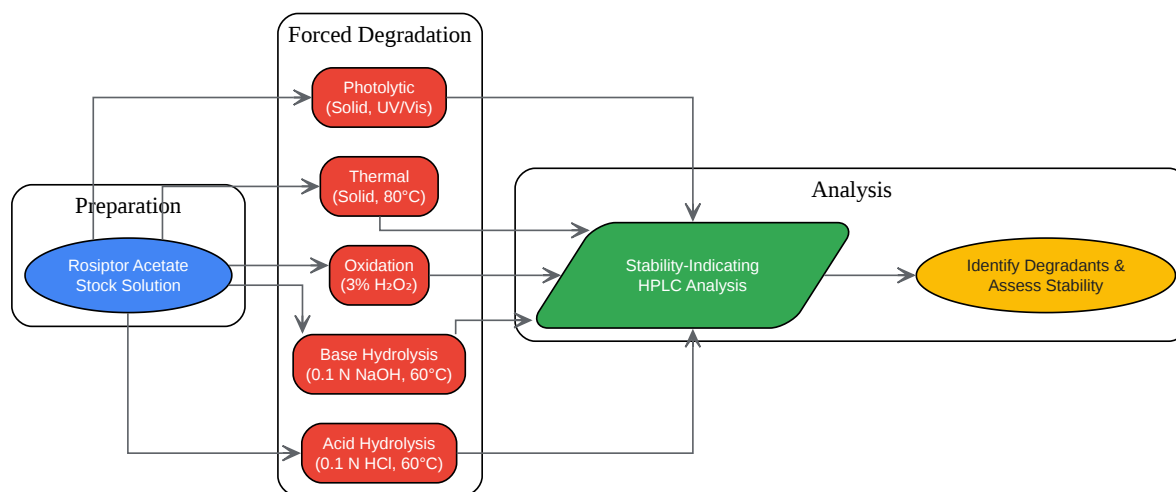 Forced Degradation
Photolytic
(Solid, UV/Vis)
Thermal
(Solid, 80°C)
Preparation
Analysis
Rosiptor Acetate
Stock Solution
Oxidation
(3% H₂O₂)
Stability-Indicating
HPLC Analysis
Identify Degradants &
Assess Stability
Base Hydrolysis
(0.1 N NaOH, 60°C)
Acid Hydrolysis
(0.1 N HCl, 60°C)